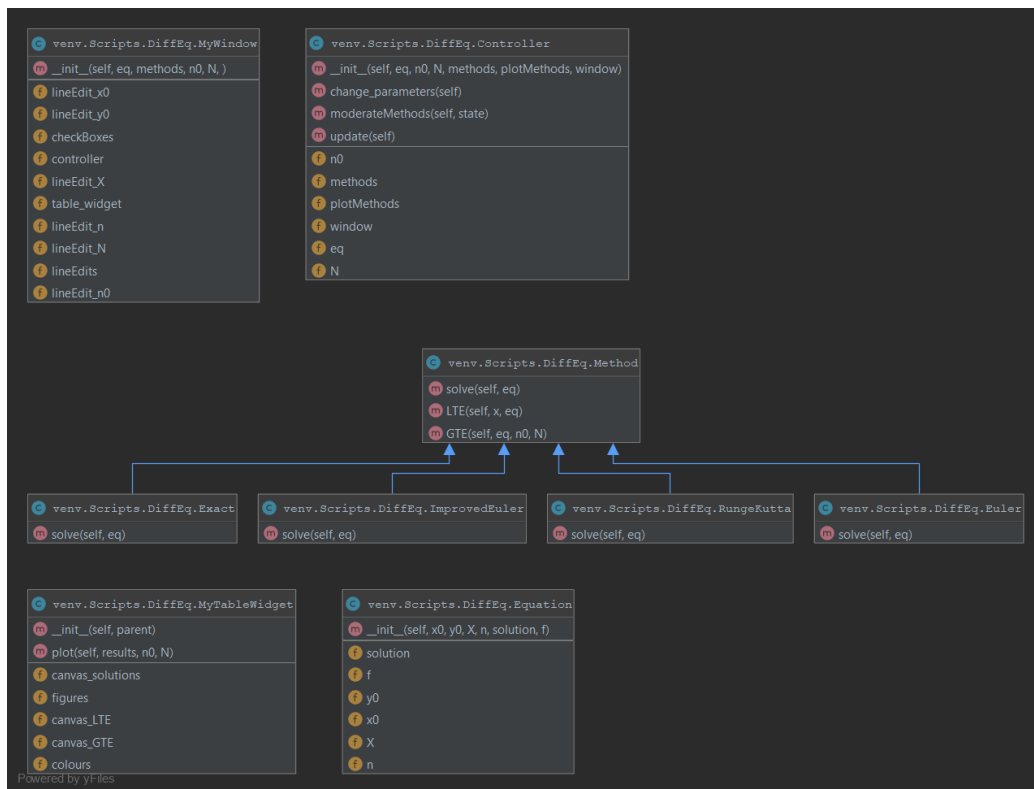 venv.Scripts.DiffEq.MyWindow
__init__(self, eq, methods, n0, N, )
lineEdit_x0
lineEdit_y0
checkBoxes
controller
lineEdit_X
table_widget
lineEdit_n
lineEdit_N
lineEdits
lineEdit_n0
venv.Scripts.DiffEq.Controller
__init__(self, eq, n0, N, methods, plotMethods, window)
change_parameters(self)
moderateMethods(self, state)
update(self)
n0
methods
plotMethods
window
eq
N
venv.Scripts.DiffEq.Method
solve(self, eq)
LTE(self, x, eq)
GTE(self, eq, n0, N)
venv.Scripts.DiffEq.Exact
solve(self, eq)
venv.Scripts.DiffEq.ImprovedEuler
solve(self, eq)
venv.Scripts.DiffEq.RungeKutta
solve(self, eq)
venv.Scripts.DiffEq.Euler
solve(self, eq)
venv.Scripts.DiffEq.MyTableWidget
__init__(self, parent)
plot(self, results, n0, N)
canvas_solutions
figures
canvas_LTE
canvas_GTE
colours
venv.Scripts.DiffEq.Equation
__init__(self, x0, y0, X, n, solution, f)
solution
f
y0
x0
X
n
Powered by yFiles